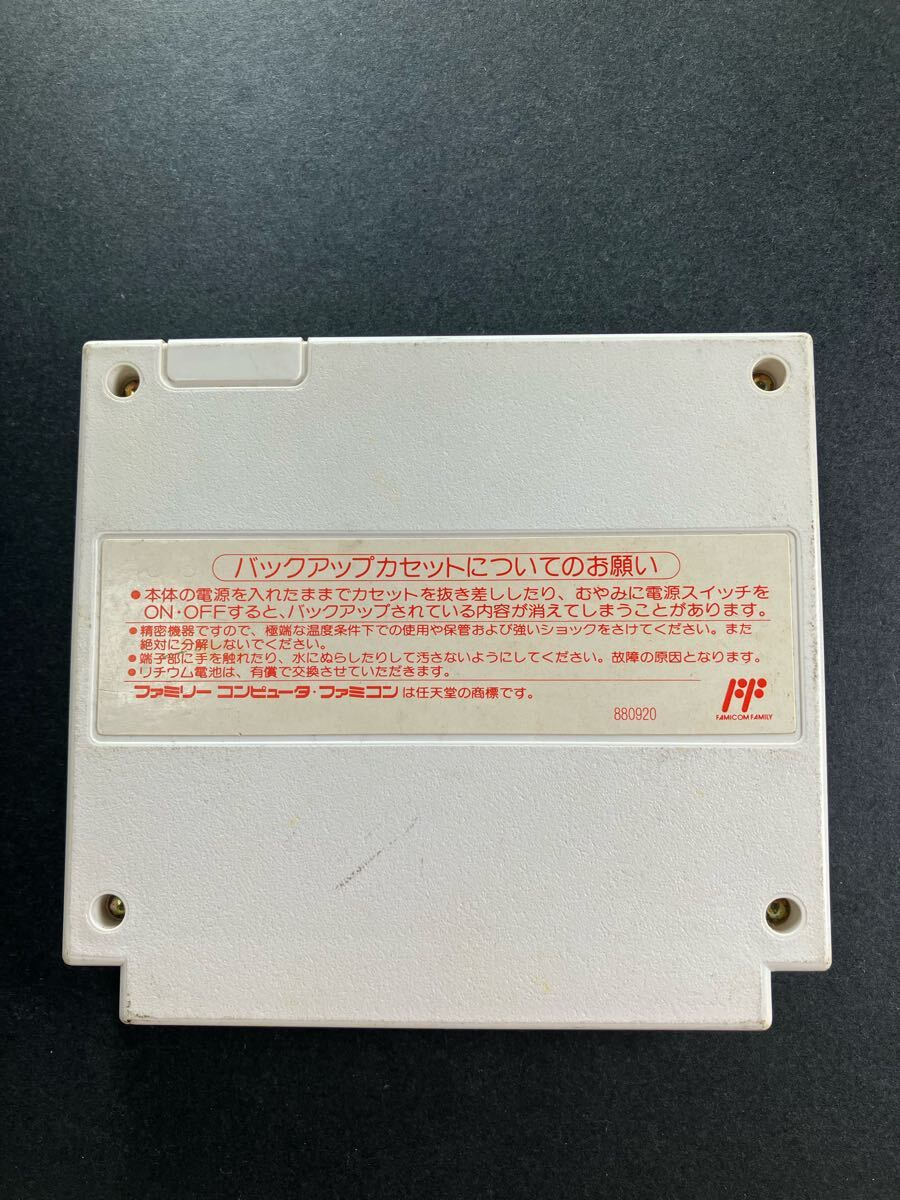 バックアップカセットについてのお願い
●本体の電源を入れたままでカセットを抜き差ししたり、むやみに電源スイッチを
ON・OFFすると、バックアップされている内容が消えてしまうことがあります。
●精密機器ですので、極端な温度条件下での使用や保管および強いショックをさけてください。また
絶対に分解しないでください。
●端子部に手を触れたり、水にぬらしたりして汚さないようにしてください。故障の原因となります。
●リチウム電池は、有償で交換させていただきます。
ファミリー コンピュータ・ファミコンは任天堂の商標です。
880920
FAMICOM FAMILY